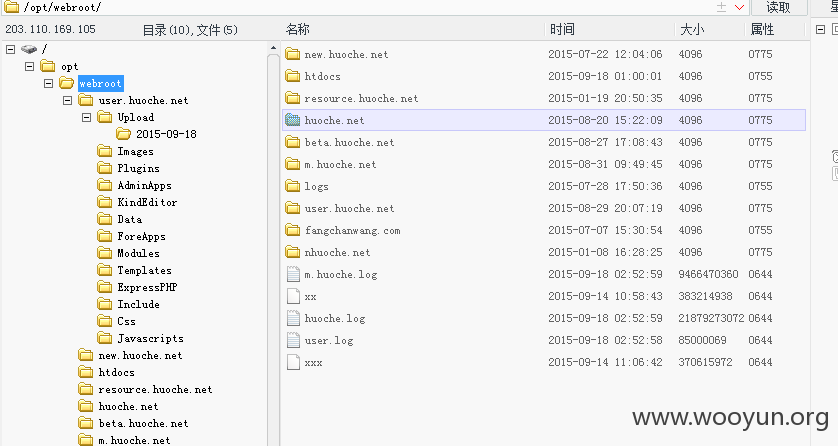 /opt/webroot/ 读取
203.110.169.105 目录(10),文件(5) 名称 时间 大小 属性
/
opt
webroot
user.huoche.net
Upload
2015-09-18
Images
Plugins
AdminApps
KindEditor
Data
ForeApps
Modules
Templates
ExpressPHP
Include
Css
Javascripts
new.huoche.net
htdocs
resource.huoche.net
huoche.net
beta.huoche.net
m.huoche.net
new.huoche.net 2015-07-22 12:04:06 4096 0775
htdocs 2015-09-18 01:00:01 4096 0755
resource.huoche.net 2015-01-19 20:50:35 4096 0775
huoche.net 2015-08-20 15:22:09 4096 0775
beta.huoche.net 2015-08-27 17:08:43 4096 0775
m.huoche.net 2015-08-31 09:49:45 4096 0775
logs 2015-07-28 17:50:36 4096 0755
user.huoche.net 2015-08-29 20:07:19 4096 0775
fangchanwang.com 2015-07-07 15:30:54 4096 0755
nhuoche.net 2015-01-08 16:28:25 4096 0775
m.huoche.log 2015-09-18 02:52:59 9466470360 0644
xx 2015-09-14 10:58:43 383214938 0644
huoche.log 2015-09-18 02:52:59 21879273072 0644
user.log 2015-09-18 02:52:58 85000069 0644
xxx 2015-09-14 11:06:42 370615972 0644
www.wooyun.org